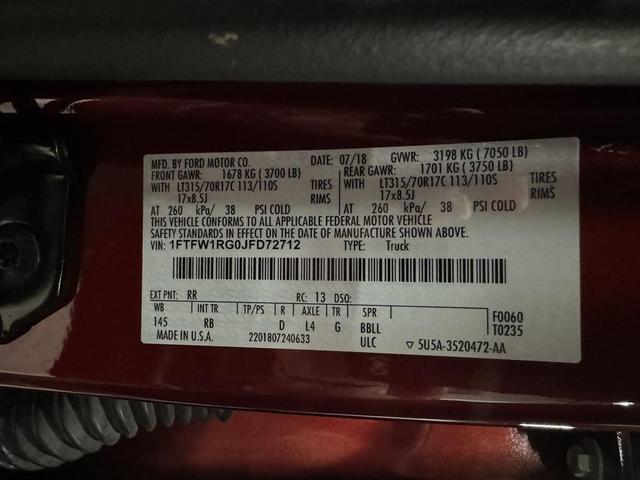 MFD. BY FORD MOTOR CO. DATE: 07/18 GVWR: 3198 KG ( 7050 LB)
FRONT GAWR: 1678 KG ( 3700 LB) REAR GAWR: 1701 KG ( 3750 LB)
WITH LT315/70R17C 113/110S TIRES WITH LT315/70R17C 113/110S TIRES
17x8.5J RIMS 17x8.5J RIMS
AT 260 kPa/ 38 PSI COLD AT 260 kPa/ 38 PSI COLD
THIS VEHICLE CONFORMS TO ALL APPLICABLE FEDERAL MOTOR VEHICLE
SAFETY STANDARDS IN EFFECT ON THE DATE OF MANUFACTURE SHOWN ABOVE.
VIN: 1FTFW1RG0JFD72712 TYPE: Truck
EXT PNT: RR RC: 13 DSO:
WB INT TR TP/PS R AXLE TR SPR F0060
145 RB D L4 G BBLL T0235
MADE IN U.S.A. 2201807240633 ULC ▽ 5U5A-3520472-AA